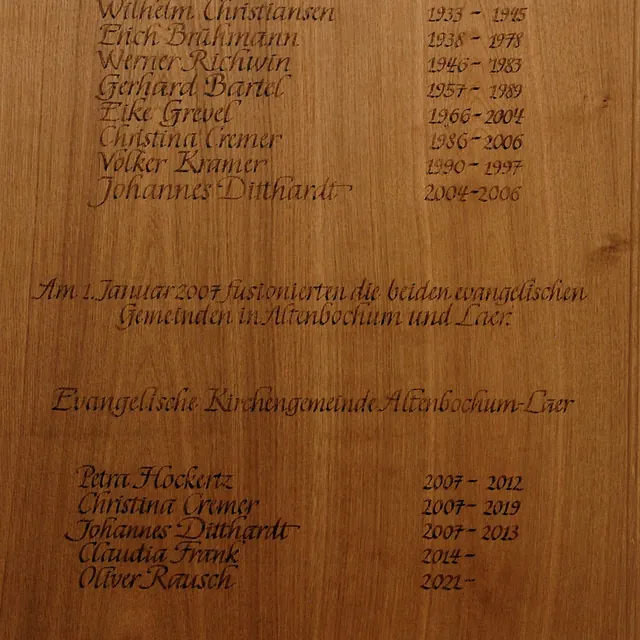 Wilhelm Christiansen 1933 - 1945
Erich Brühmann 1938 - 1978
Werner Richwin 1946 - 1983
Gerhard Bartel 1957 - 1989
Eike Grevel 1966 - 2004
Christina Cremer 1986 - 2006
Volker Kramer 1990 - 1997
Johannes Ditthardt 2004-2006
Am 1. Januar 2007 fusionierten die beiden evangelischen
Gemeinden in Altenbochum und Laer.
Evangelische Kirchengemeinde Altenbochum-Laer
Petra Hockertz 2007 - 2012
Christina Cremer 2007 - 2019
Johannes Ditthardt 2007 - 2013
Claudia Frank 2014 -
Oliver Rausch 2021 -